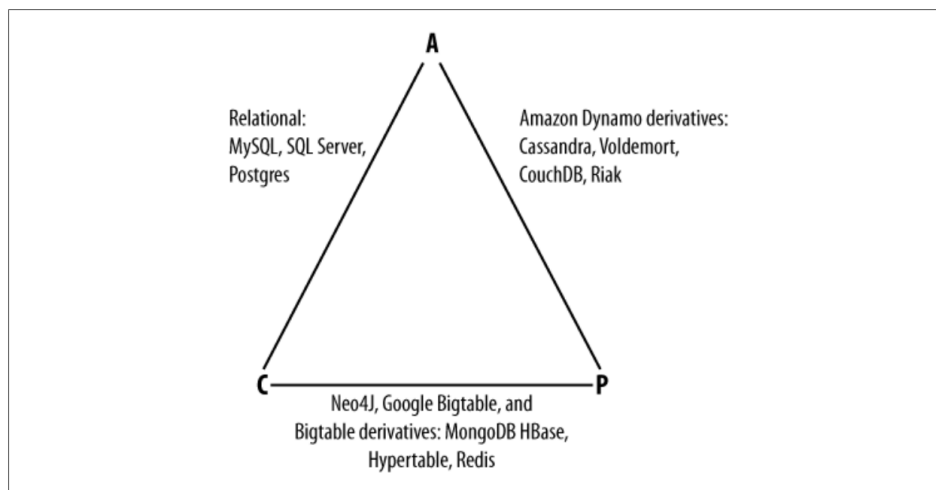 A
Relational:
MySQL, SQL Server,
Postgres
Amazon Dynamo derivatives:
Cassandra, Voldemort,
CouchDB, Riak
C
P
Neo4J, Google Bigtable, and
Bigtable derivatives: MongoDB HBase,
Hypertable, Redis